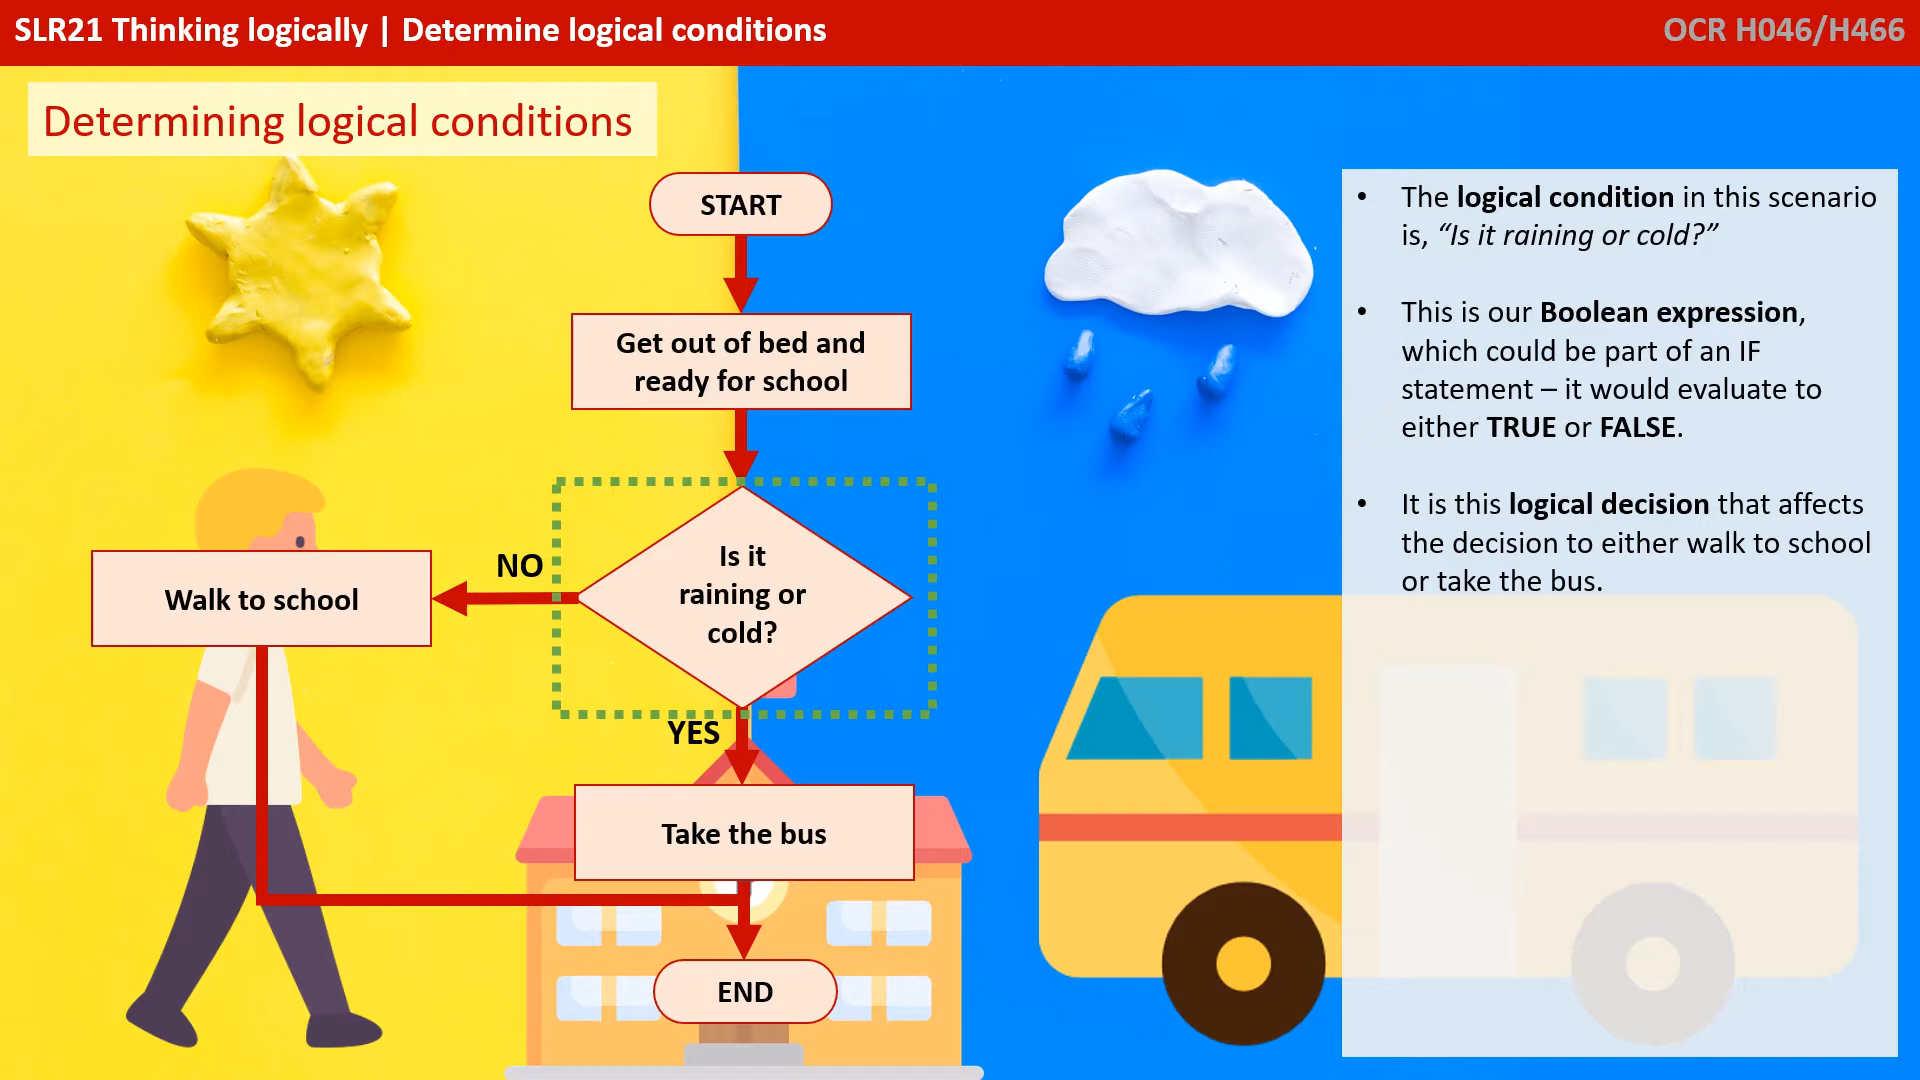 SLR21 Thinking logically | Determine logical conditions
OCR H046/H466
Determining logical conditions
START
Get out of bed and
ready for school
Is it
raining or
cold?
NO
Walk to school
YES
Take the bus
END
• The logical condition in this scenario
is, “Is it raining or cold?”
• This is our Boolean expression,
which could be part of an IF
statement – it would evaluate to
either TRUE or FALSE.
• It is this logical decision that affects
the decision to either walk to school
or take the bus.